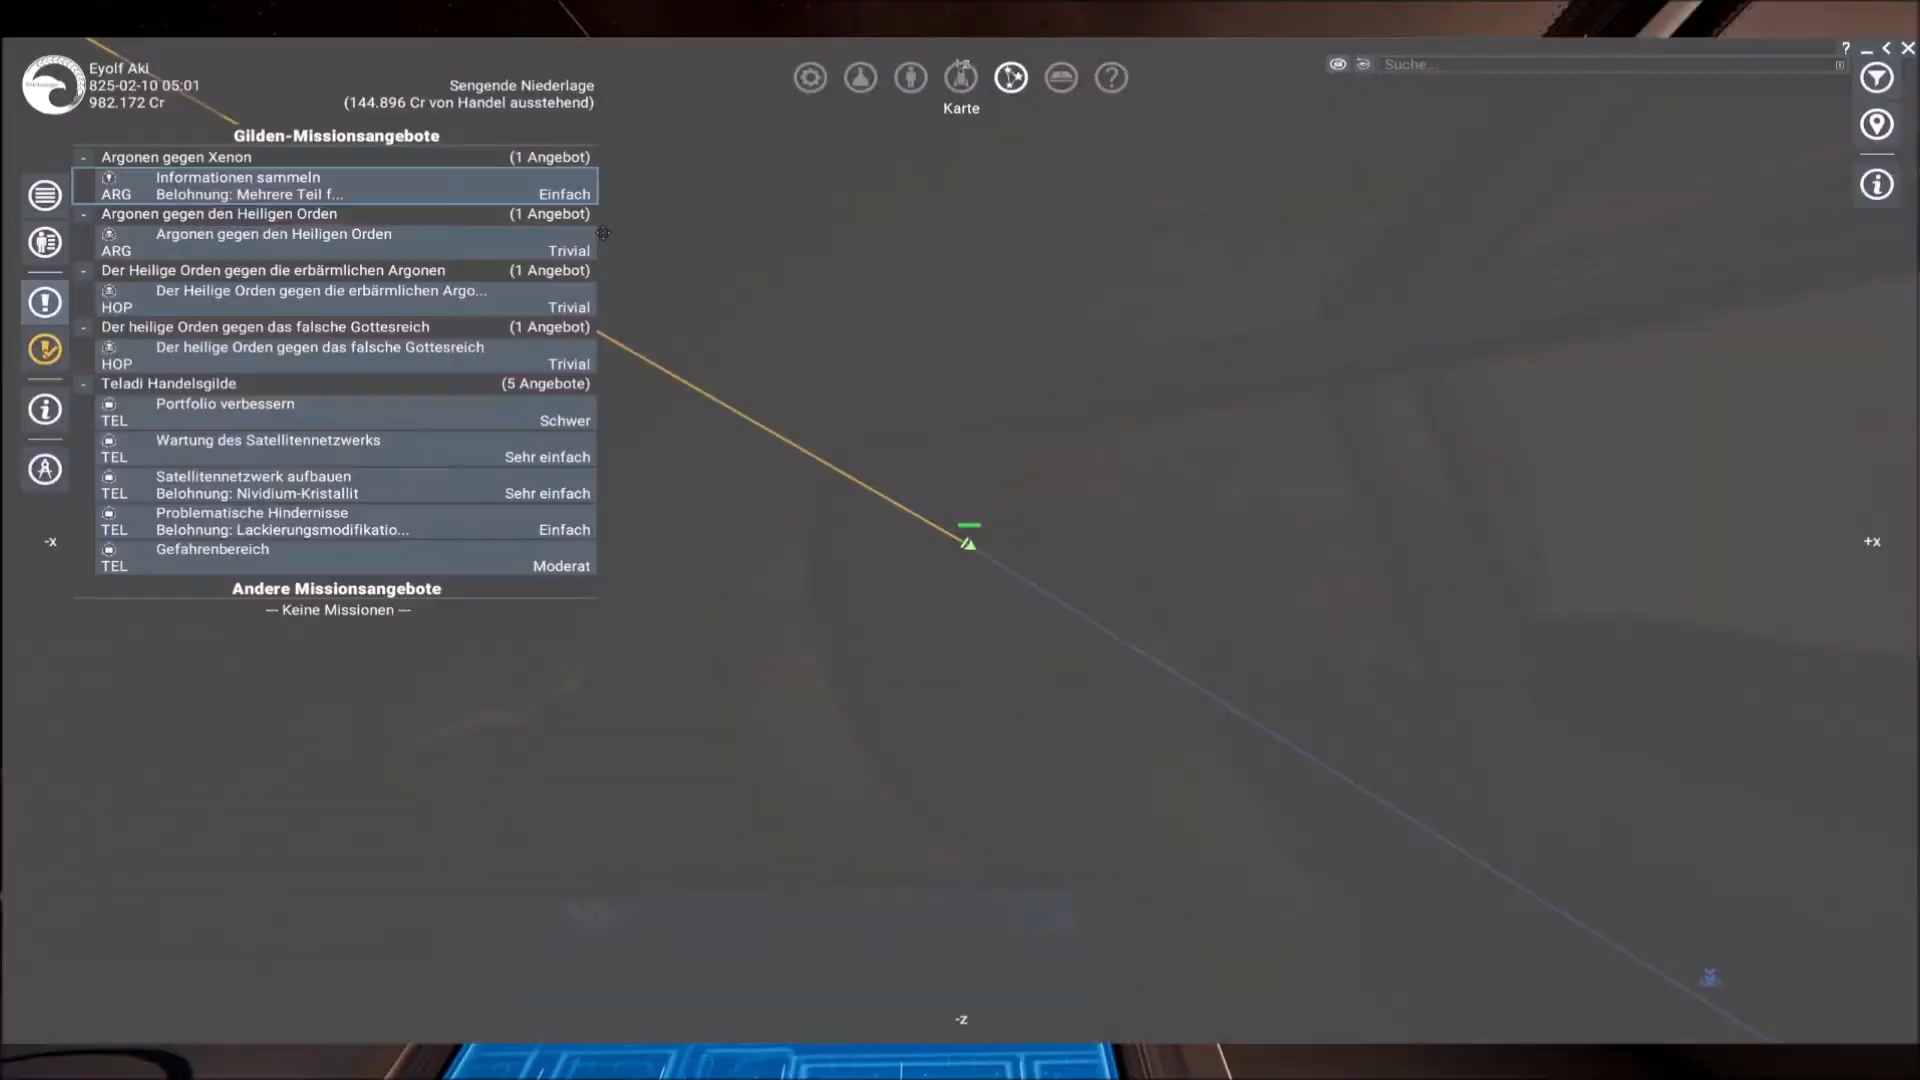 Eyolf Aki
825-02-10 05:01
982.172 Cr
Sengende Niederlage
(144.896 Cr von Handel ausstehend)
Karte
Suche...
?
Gilden-Missionsangebote
- Argonen gegen Xenon (1 Angebot)
Informationen sammeln
ARG Belohnung: Mehrere Teil f... Einfach
- Argonen gegen den Heiligen Orden (1 Angebot)
Argonen gegen den Heiligen Orden
ARG Trivial
- Der Heilige Orden gegen die erbärmlichen Argonen (1 Angebot)
Der Heilige Orden gegen die erbärmlichen Argo...
HOP Trivial
- Der heilige Orden gegen das falsche Gottesreich (1 Angebot)
Der heilige Orden gegen das falsche Gottesreich
HOP Trivial
- Teladi Handelsgilde (5 Angebote)
Portfolio verbessern
TEL Schwer
Wartung des Satellitennetzwerks
TEL Sehr einfach
Satellitennetzwerk aufbauen
TEL Belohnung: Nividium-Kristallit Sehr einfach
Problematische Hindernisse
TEL Belohnung: Lackierungsmodifikatio... Einfach
Gefahrenbereich
TEL Moderat
Andere Missionsangebote
--- Keine Missionen ---
-x
+x
-z